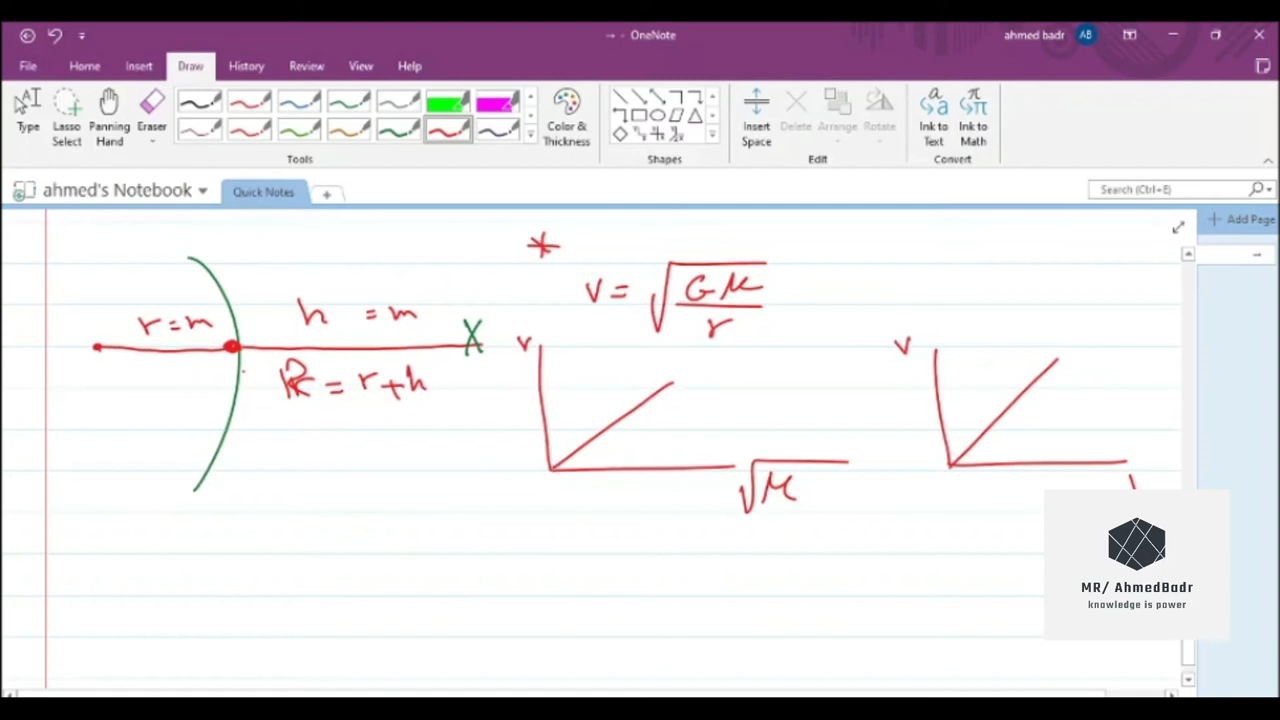 → - OneNote
ahmed badr AB
File Home Insert Draw History Review View Help
Type
Lasso Select
Panning Hand
Eraser
Color & Thickness
Insert Space
Delete
Arrange
Rotate
Ink to Text
Ink to Math
Tools
Shapes
Edit
Convert
ahmed's Notebook
Quick Notes
Search (Ctrl+E)
Add Page
*
v = √(GM/r)
r = m
h = m
X
R = r + h
v
√M
v
MR/ AhmedBadr
knowledge is power